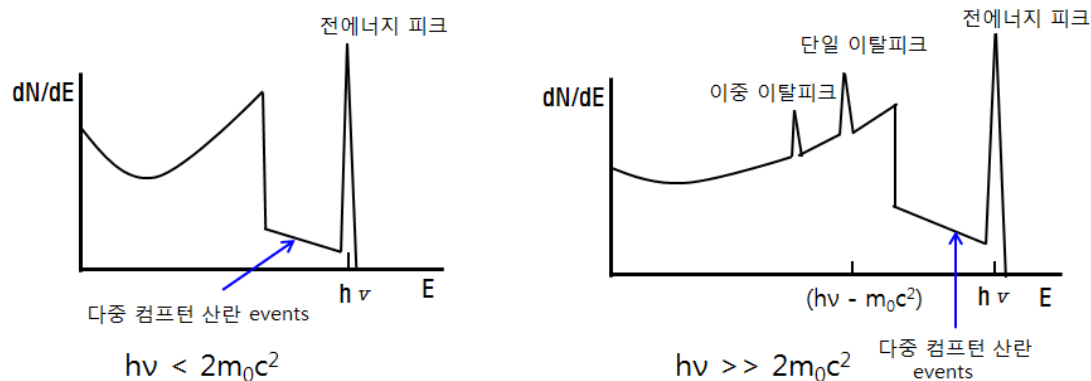 전에너지 피크
dN/dE
hν
E
다중 컴프턴 산란 events
hν < 2m₀c²
전에너지 피크
단일 이탈피크
이중 이탈피크
dN/dE
(hν - m₀c²)
hν
E
다중 컴프턴 산란
events
hν >> 2m₀c²